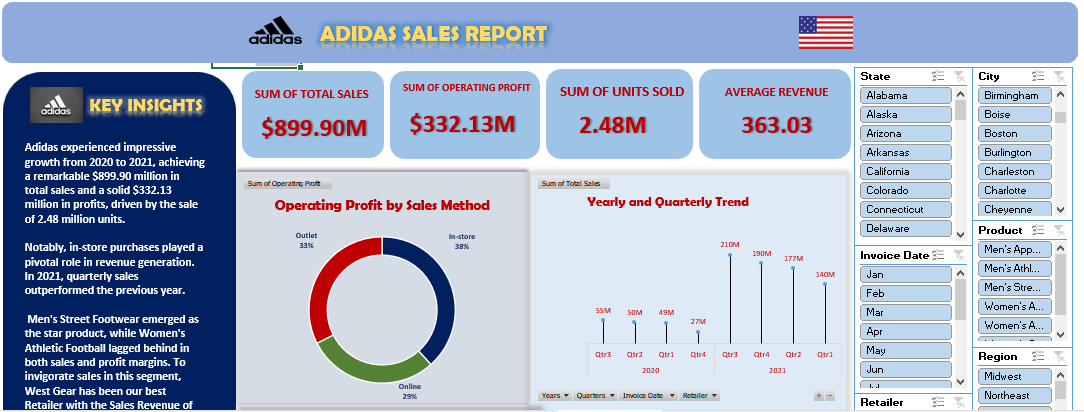 adidas
ADIDAS SALES REPORT
adidas
KEY INSIGHTS
Adidas experienced impressive
growth from 2020 to 2021, achieving
a remarkable $899.90 million in
total sales and a solid $332.13
million in profits, driven by the sale
of 2.48 million units.
Notably, in-store purchases played a
pivotal role in revenue generation.
In 2021, quarterly sales
outperformed the previous year.
Men's Street Footwear emerged as
the star product, while Women's
Athletic Football lagged behind in
both sales and profit margins. To
invigorate sales in this segment,
West Gear has been our best
Retailer with the Sales Revenue of
SUM OF TOTAL SALES
$899.90M
SUM OF OPERATING PROFIT
$332.13M
SUM OF UNITS SOLD
2.48M
AVERAGE REVENUE
363.03
Sum of Operating Profit
Operating Profit by Sales Method
Outlet
33%
In-store
38%
Online
29%
Sum of Total Sales
Yearly and Quarterly Trend
55M
50M
49M
27M
210M
190M
177M
140M
Qtr3 Qtr2 Qtr1 Qtr4 Qtr3 Qtr4 Qtr2 Qtr1
2020 2021
Years Quarters Invoice Date Retailer
State
Alabama
Alaska
Arizona
Arkansas
California
Colorado
Connecticut
Delaware
Invoice Date
Jan
Feb
Mar
Apr
May
Jun
Retailer
City
Birmingham
Boise
Boston
Burlington
Charleston
Charlotte
Cheyenne
Product
Men's App...
Men's Athl...
Men's Stre...
Women's A...
Women's A...
Region
Midwest
Northeast